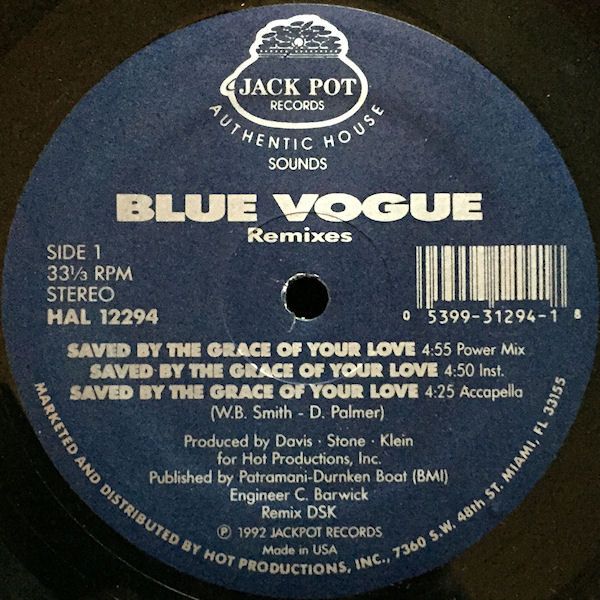 JACK POT
RECORDS
AUTHENTIC HOUSE
SOUNDS
BLUE VOGUE
Remixes
SIDE 1
33⅓ RPM
STEREO
HAL 12294
0 5399-31294-1 8
SAVED BY THE GRACE OF YOUR LOVE 4:55 Power Mix
SAVED BY THE GRACE OF YOUR LOVE 4:50 Inst.
SAVED BY THE GRACE OF YOUR LOVE 4:25 Accapella
(W.B. Smith - D. Palmer)
Produced by Davis · Stone · Klein
for Hot Productions, Inc.
Published by Patramani-Durnken Boat (BMI)
Engineer C. Barwick
Remix DSK
℗ 1992 JACKPOT RECORDS
Made in USA
MARKETED AND DISTRIBUTED BY HOT PRODUCTIONS, INC., 7360 S.W. 48th ST. MIAMI, FL 33155